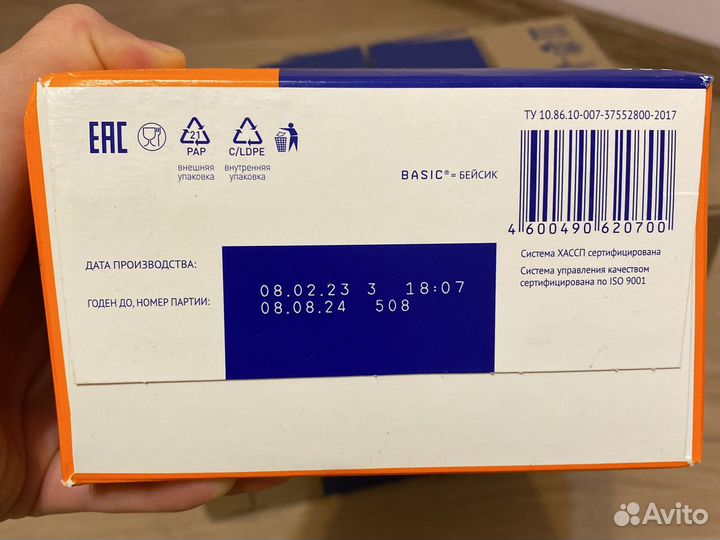 ТУ 10.86.10-007-37552800-2017
EAC
21
PAP
внешняя
упаковка
C/LDPE
внутренняя
упаковка
BASIC® = БЕЙСИК
4 600490 620700
Система ХАССП сертифицирована
Система управления качеством
сертифицирована по ISO 9001
ДАТА ПРОИЗВОДСТВА:
08.02.23 3 18:07
ГОДЕН ДО, НОМЕР ПАРТИИ:
08.08.24 508
Avito